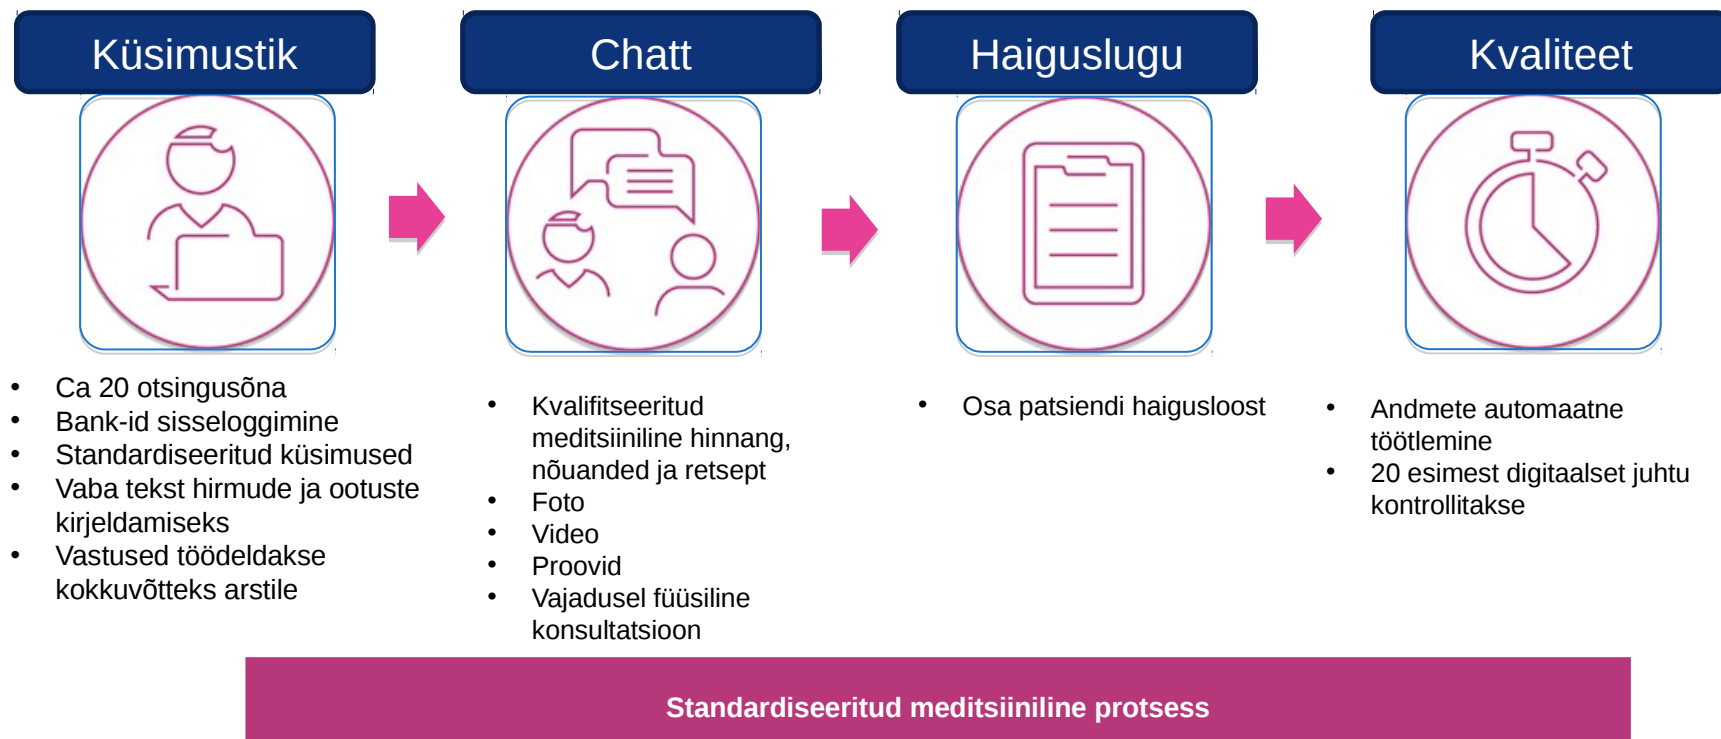 Küsimustik
Chatt
Haiguslugu
Kvaliteet
• Ca 20 otsingusõna
• Bank-id sisseloggimine
• Standardiseeritud küsimused
• Vaba tekst hirmude ja ootuste
kirjeldamiseks
• Vastused töödeldakse
kokkuvõtteks arstile
• Kvalifitseeritud
meditsiiniline hinnang,
nõuanded ja retsept
• Foto
• Video
• Proovid
• Vajadusel füüsiline
konsultatsioon
• Osa patsiendi haigusloost
• Andmete automaatne
töötlemine
• 20 esimest digitaalset juhtu
kontrollitakse
Standardiseeritud meditsiiniline protsess